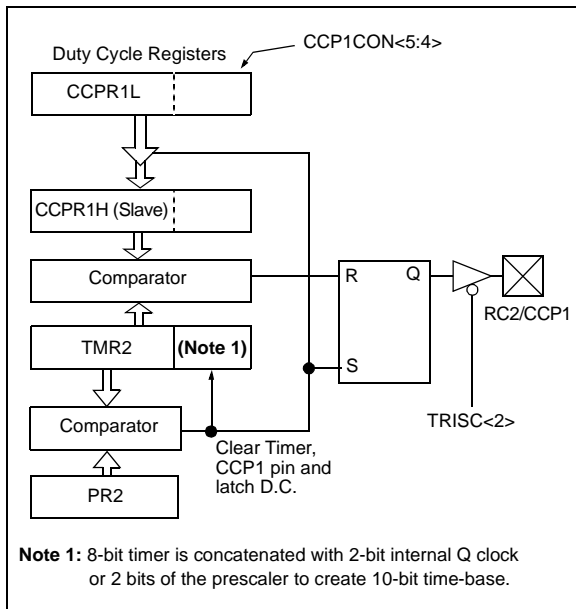 Duty Cycle Registers
CCP1CON<5:4>
CCPR1L
CCPR1H (Slave)
Comparator
R
Q
RC2/CCP1
TMR2
(Note 1)
S
TRISC<2>
Comparator
Clear Timer,
CCP1 pin and
latch D.C.
PR2
Note 1: 8-bit timer is concatenated with 2-bit internal Q clock
or 2 bits of the prescaler to create 10-bit time-base.